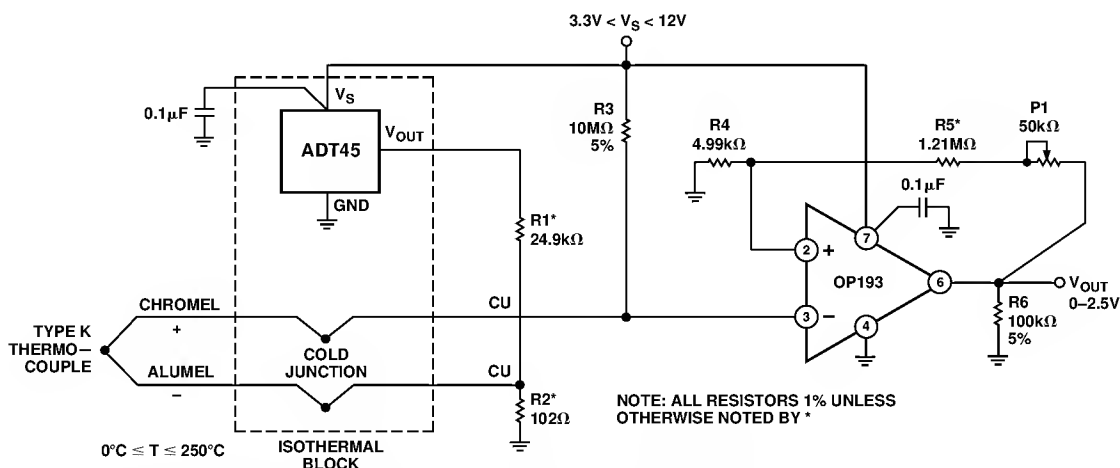 3.3V < VS < 12V
0.1µF
VS
ADT45
VOUT
GND
R1*
24.9kΩ
R3
10MΩ
5%
R4
4.99kΩ
R5*
1.21MΩ
P1
50kΩ
0.1µF
7
2
+
OP193
6
3
−
4
VOUT
0–2.5V
R6
100kΩ
5%
TYPE K
THERMO–
COUPLE
CHROMEL
+
CU
COLD
JUNCTION
ALUMEL
−
CU
R2*
102Ω
0°C ≤ T ≤ 250°C
ISOTHERMAL
BLOCK
NOTE: ALL RESISTORS 1% UNLESS
OTHERWISE NOTED BY *